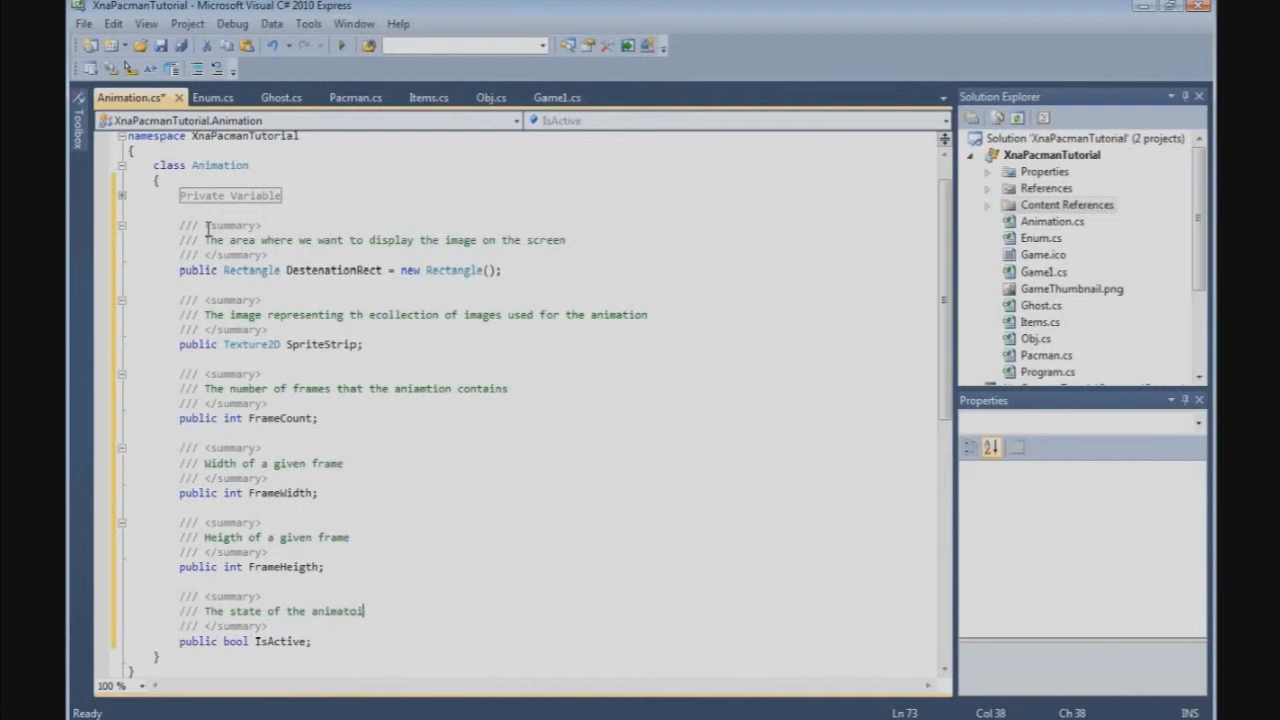 XnaPacmanTutorial - Microsoft Visual C# 2010 Express
File Edit View Project Debug Data Tools Window Help
Animation.cs* Enum.cs Ghost.cs Pacman.cs Items.cs Obj.cs Game1.cs
XnaPacmanTutorial.Animation IsActive
Toolbox
namespace XnaPacmanTutorial
{
class Animation
{
Private Variable
/// <summary>
/// The area where we want to display the image on the screen
/// </summary>
public Rectangle DestenationRect = new Rectangle();
/// <summary>
/// The image representing th ecollection of images used for the animation
/// </summary>
public Texture2D SpriteStrip;
/// <summary>
/// The number of frames that the aniamtion contains
/// </summary>
public int FrameCount;
/// <summary>
/// Width of a given frame
/// </summary>
public int FrameWidth;
/// <summary>
/// Heigth of a given frame
/// </summary>
public int FrameHeigth;
/// <summary>
/// The state of the animatoi
/// </summary>
public bool IsActive;
}
}
100 %
Solution Explorer
Solution 'XnaPacmanTutorial' (2 projects)
XnaPacmanTutorial
Properties
References
Content References
Animation.cs
Enum.cs
Game.ico
Game1.cs
GameThumbnail.png
Ghost.cs
Items.cs
Obj.cs
Pacman.cs
Program.cs
Properties
Ready Ln 73 Col 38 Ch 38 INS